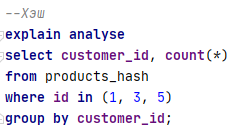 --Хэш
explain analyse
select customer_id, count(*)
from products_hash
where id in (1, 3, 5)
group by customer_id;